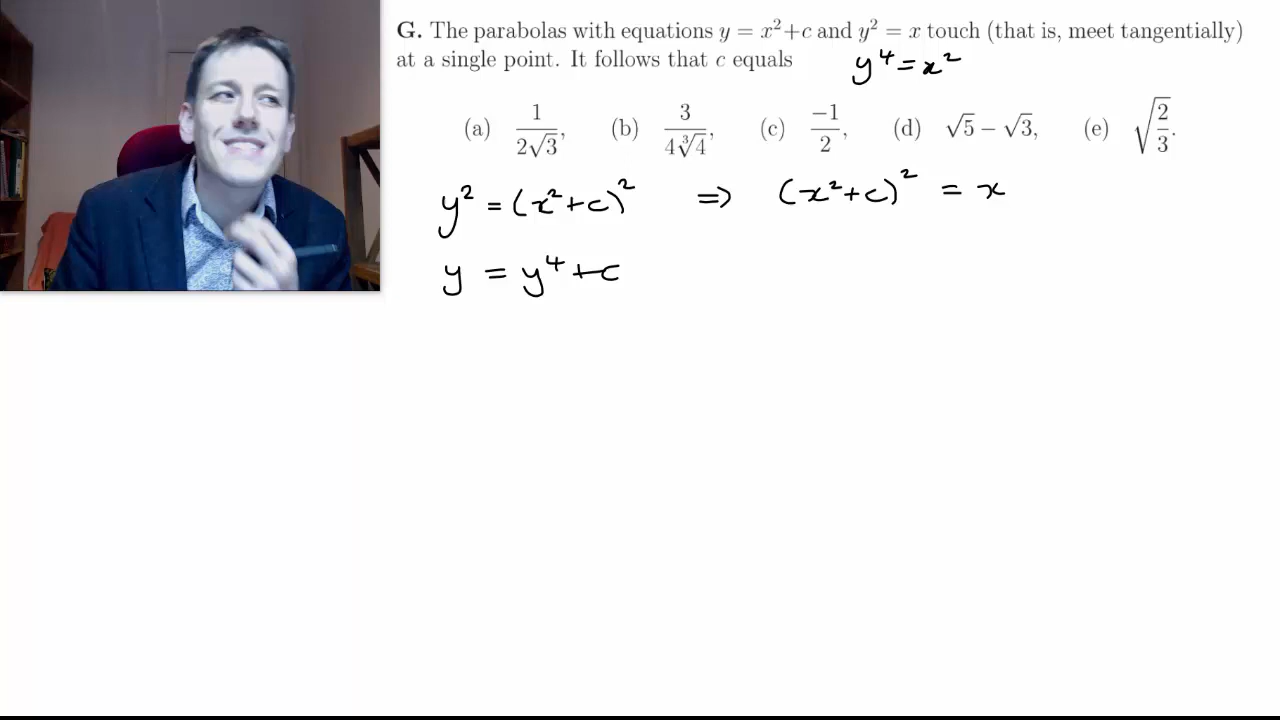 G. The parabolas with equations y = x²+c and y² = x touch (that is, meet tangentially)
at a single point. It follows that c equals
y⁴ = x²
(a) 1/(2√3), (b) 3/(4∛4), (c) −1/2, (d) √5 − √3, (e) √(2/3).
y² = (x²+c)² ⇒ (x²+c)² = x
y = y⁴+c